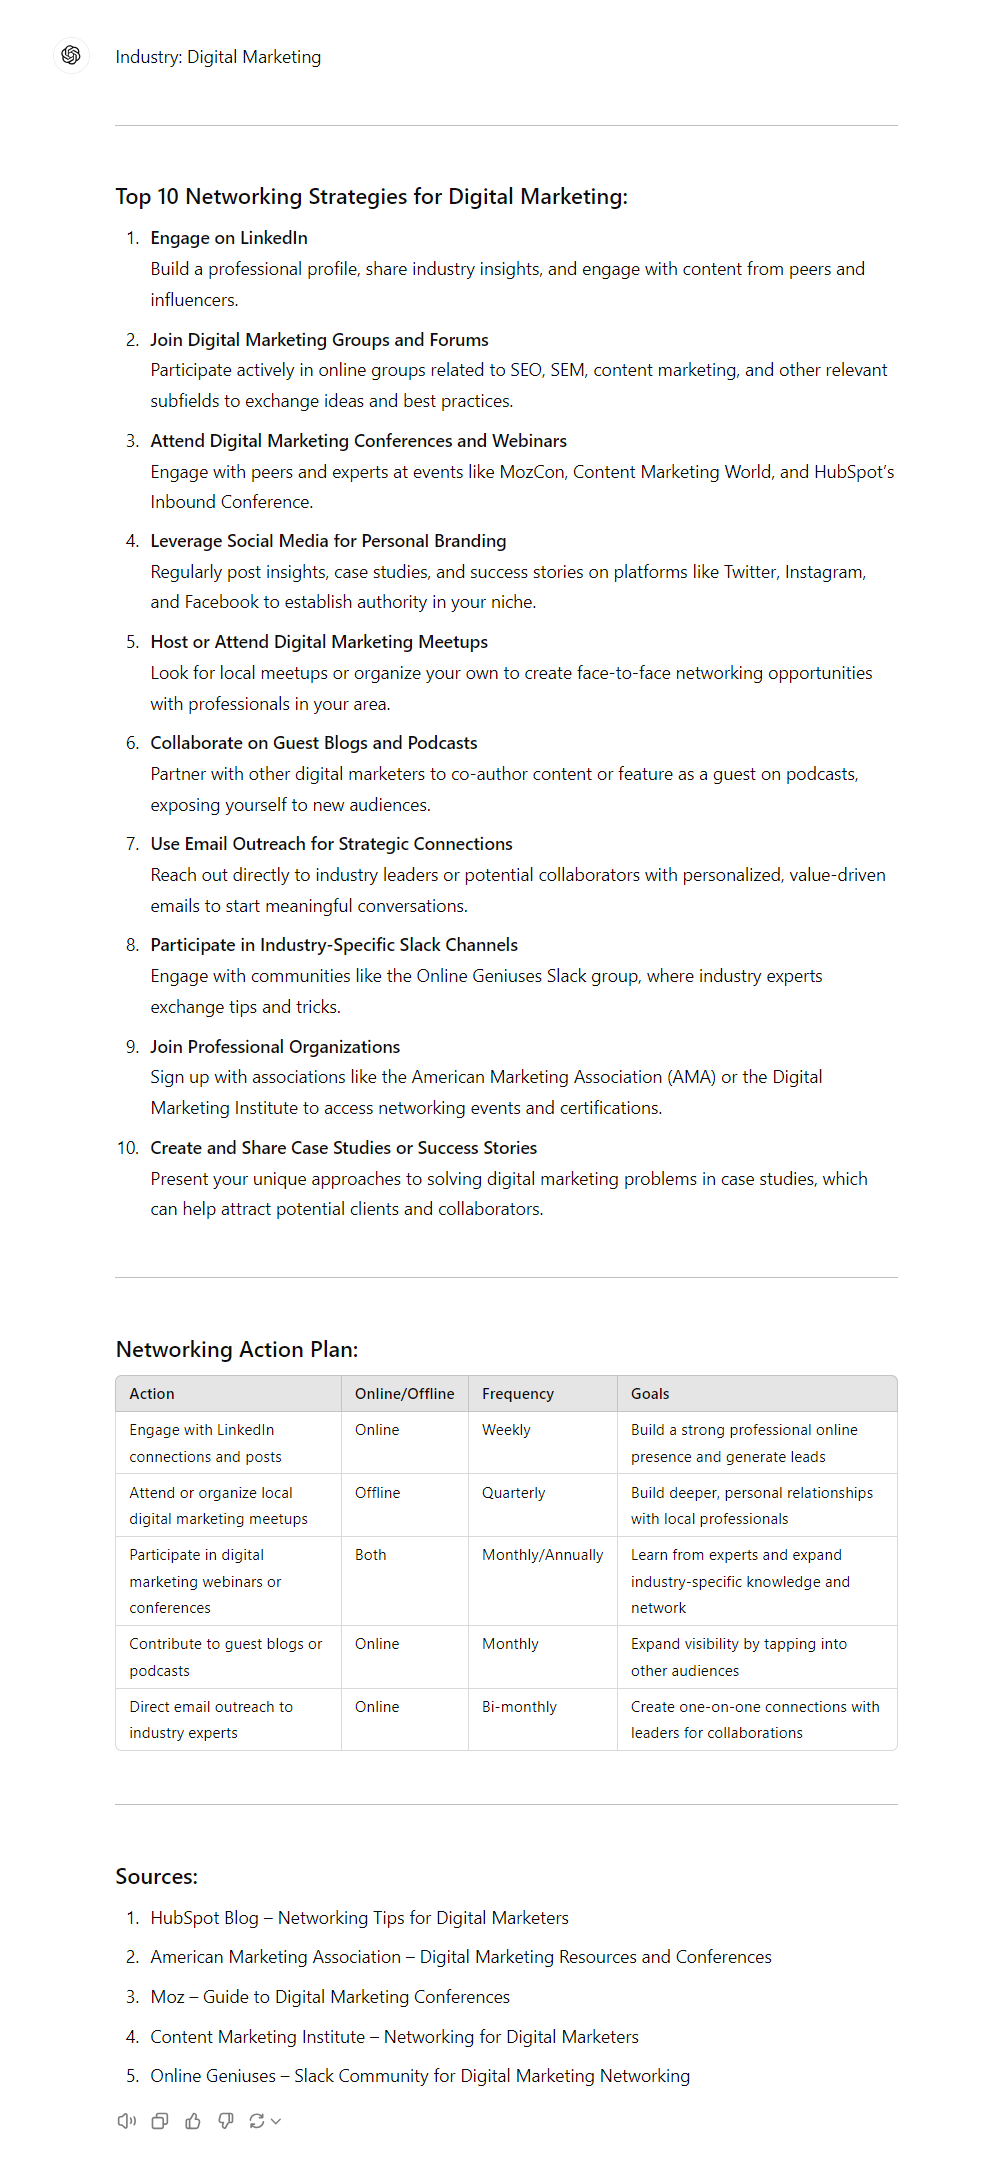 Industry: Digital Marketing
Top 10 Networking Strategies for Digital Marketing:
1. Engage on LinkedIn
Build a professional profile, share industry insights, and engage with content from peers and
influencers.
2. Join Digital Marketing Groups and Forums
Participate actively in online groups related to SEO, SEM, content marketing, and other relevant
subfields to exchange ideas and best practices.
3. Attend Digital Marketing Conferences and Webinars
Engage with peers and experts at events like MozCon, Content Marketing World, and HubSpot’s
Inbound Conference.
4. Leverage Social Media for Personal Branding
Regularly post insights, case studies, and success stories on platforms like Twitter, Instagram,
and Facebook to establish authority in your niche.
5. Host or Attend Digital Marketing Meetups
Look for local meetups or organize your own to create face-to-face networking opportunities
with professionals in your area.
6. Collaborate on Guest Blogs and Podcasts
Partner with other digital marketers to co-author content or feature as a guest on podcasts,
exposing yourself to new audiences.
7. Use Email Outreach for Strategic Connections
Reach out directly to industry leaders or potential collaborators with personalized, value-driven
emails to start meaningful conversations.
8. Participate in Industry-Specific Slack Channels
Engage with communities like the Online Geniuses Slack group, where industry experts
exchange tips and tricks.
9. Join Professional Organizations
Sign up with associations like the American Marketing Association (AMA) or the Digital
Marketing Institute to access networking events and certifications.
10. Create and Share Case Studies or Success Stories
Present your unique approaches to solving digital marketing problems in case studies, which
can help attract potential clients and collaborators.
Networking Action Plan:
Action Online/Offline Frequency Goals
Engage with LinkedIn Online Weekly Build a strong professional online
connections and posts presence and generate leads
Attend or organize local Offline Quarterly Build deeper, personal relationships
digital marketing meetups with local professionals
Participate in digital Both Monthly/Annually Learn from experts and expand
marketing webinars or industry-specific knowledge and
conferences network
Contribute to guest blogs or Online Monthly Expand visibility by tapping into
podcasts other audiences
Direct email outreach to Online Bi-monthly Create one-on-one connections with
industry experts leaders for collaborations
Sources:
1. HubSpot Blog – Networking Tips for Digital Marketers
2. American Marketing Association – Digital Marketing Resources and Conferences
3. Moz – Guide to Digital Marketing Conferences
4. Content Marketing Institute – Networking for Digital Marketers
5. Online Geniuses – Slack Community for Digital Marketing Networking